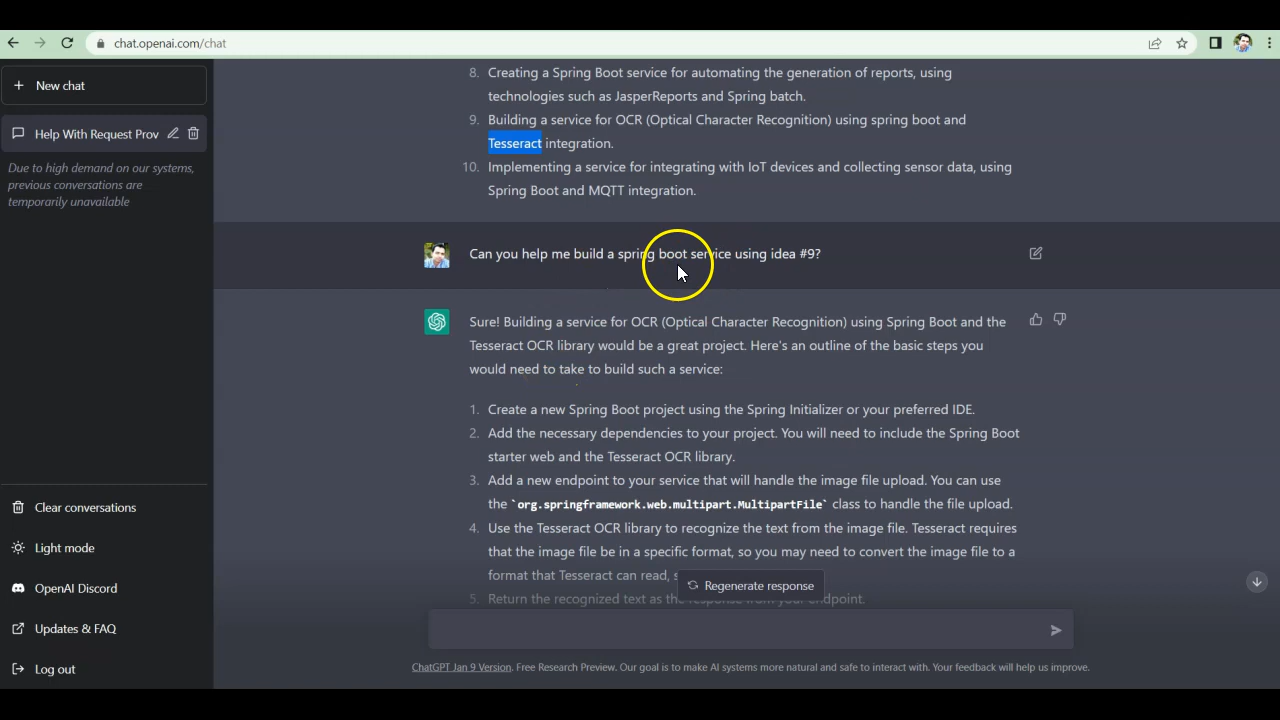 chat.openai.com/chat
New chat
Help With Request Prov
Due to high demand on our systems,
previous conversations are
temporarily unavailable
Clear conversations
Light mode
OpenAI Discord
Updates & FAQ
Log out
8. Creating a Spring Boot service for automating the generation of reports, using
technologies such as JasperReports and Spring batch.
9. Building a service for OCR (Optical Character Recognition) using spring boot and
Tesseract integration.
10. Implementing a service for integrating with IoT devices and collecting sensor data, using
Spring Boot and MQTT integration.
Can you help me build a spring boot service using idea #9?
Sure! Building a service for OCR (Optical Character Recognition) using Spring Boot and the
Tesseract OCR library would be a great project. Here's an outline of the basic steps you
would need to take to build such a service:
1. Create a new Spring Boot project using the Spring Initializer or your preferred IDE.
2. Add the necessary dependencies to your project. You will need to include the Spring Boot
starter web and the Tesseract OCR library.
3. Add a new endpoint to your service that will handle the image file upload. You can use
the `org.springframework.web.multipart.MultipartFile` class to handle the file upload.
4. Use the Tesseract OCR library to recognize the text from the image file. Tesseract requires
that the image file be in a specific format, so you may need to convert the image file to a
format that Tesseract can read,
Regenerate response
5. Return the recognized text as the response from your endpoint.
ChatGPT Jan 9 Version. Free Research Preview. Our goal is to make AI systems more natural and safe to interact with. Your feedback will help us improve.